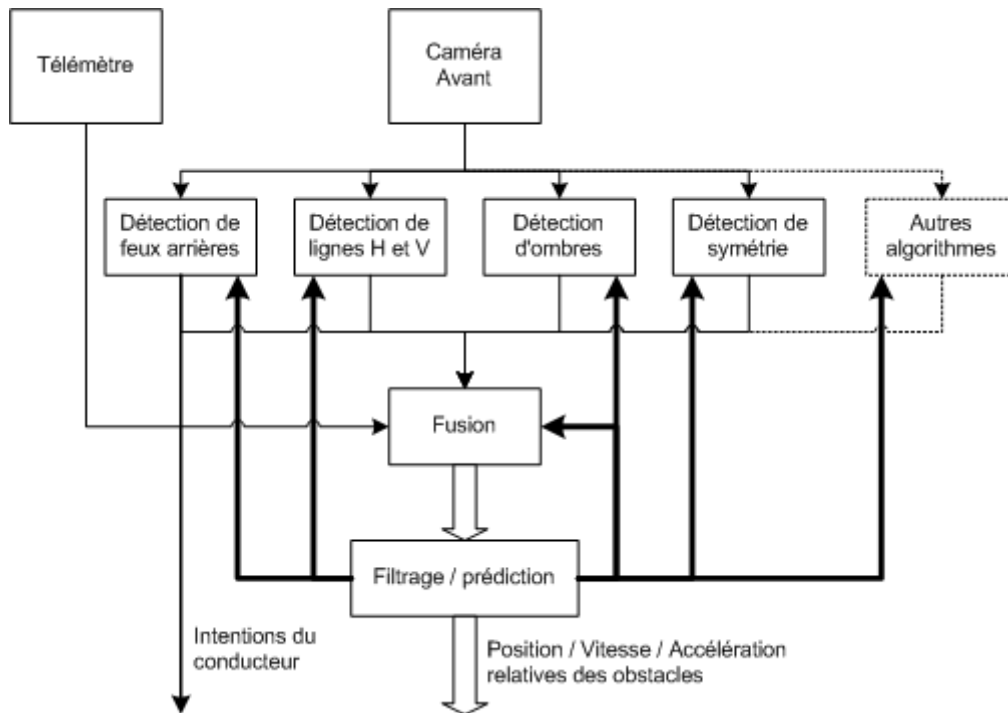 Télémètre
Caméra
Avant
Détection de
feux arrières
Détection de
lignes H et V
Détection
d'ombres
Détection de
symétrie
Autres
algorithmes
Fusion
Filtrage / prédiction
Intentions du
conducteur
Position / Vitesse / Accélération
relatives des obstacles